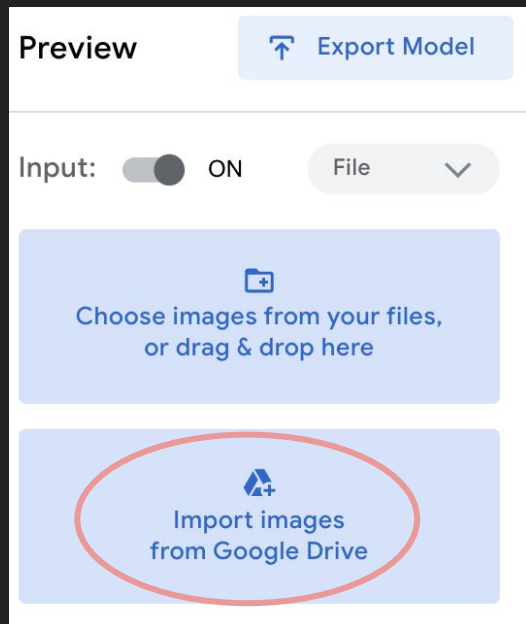 Preview
Export Model
Input:
ON
File
Choose images from your files,
or drag & drop here
Import images
from Google Drive